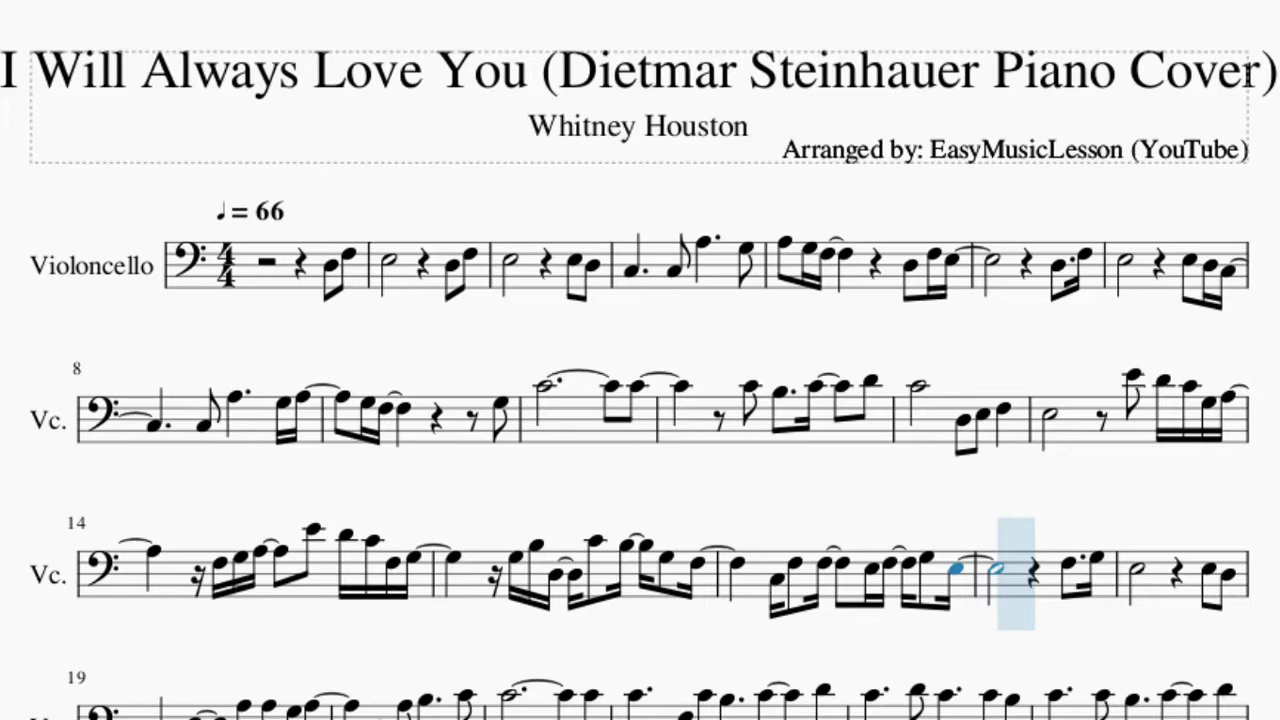 I Will Always Love You (Dietmar Steinhauer Piano Cover)
Whitney Houston
Arranged by: EasyMusicLesson (YouTube)
♩ = 66
Violoncello
8
Vc.
14
Vc.
19